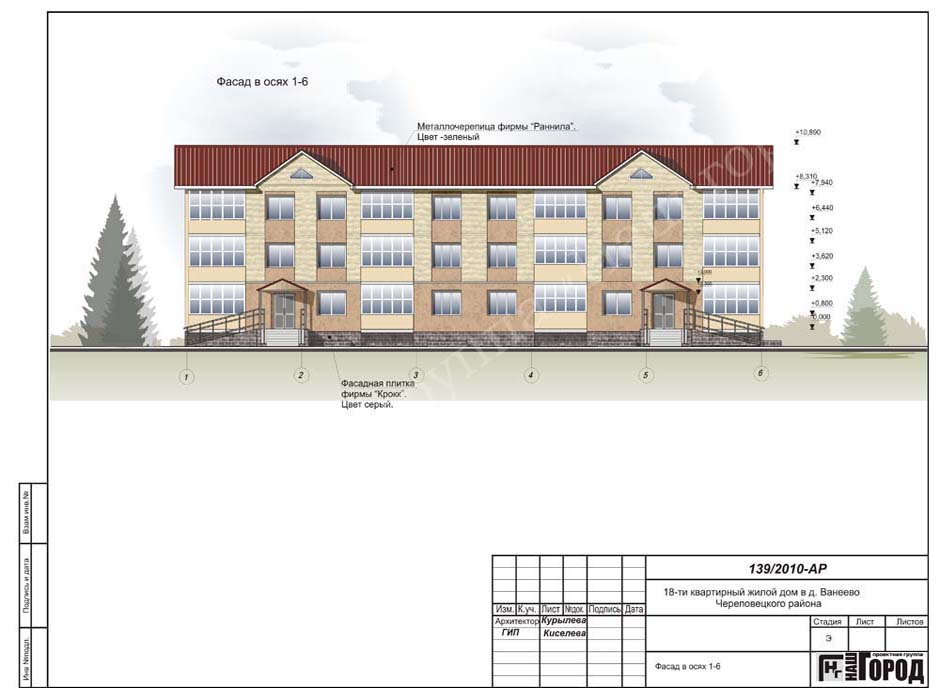 Фасад в осях 1-6
Металлочерепица фирмы "Раннила".
Цвет -зеленый
+10,890
+8,310
+7,940
+6,440
+5,120
+3,620
+2,300
+0,800
0,000
1
2
3
4
5
6
Фасадная плитка
фирмы "Крокк".
Цвет серый.
Взам инв.№
Подпись и дата
Инв №подл.
139/2010-АР
18-ти квартирный жилой дом в д. Ванеево
Череповецкого района
Изм. К.уч. Лист №док. Подпись Дата
Архитектор Курылева
ГИП Киселева
Стадия Лист Листов
Э
Фасад в осях 1-6
проектная группа
НГ НАШ ГОРОД